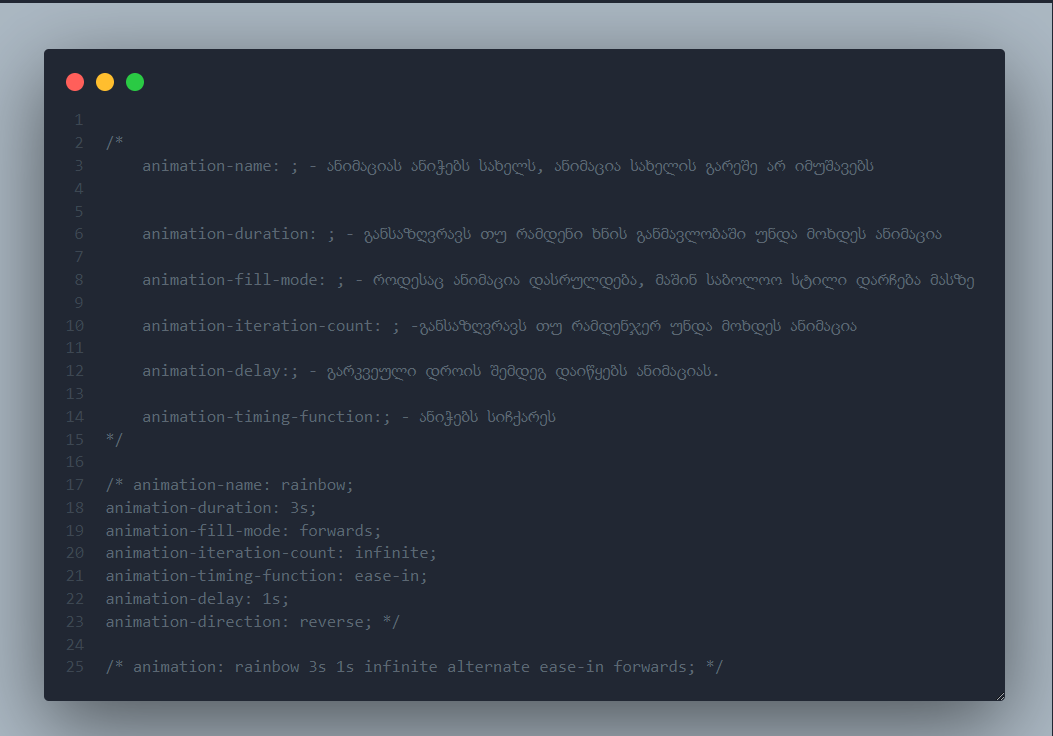 1
2 /*
3 animation-name: ; - ანიმაციას ანიჭებს სახელს, ანიმაცია სახელის გარეშე არ იმუშავებს
4
5
6 animation-duration: ; - განსაზღვრავს თუ რამდენი ხნის განმავლობაში უნდა მოხდეს ანიმაცია
7
8 animation-fill-mode: ; - როდესაც ანიმაცია დასრულდება, მაშინ საბოლოო სტილი დარჩება მასზე
9
10 animation-iteration-count: ; -განსაზღვრავს თუ რამდენჯერ უნდა მოხდეს ანიმაცია
11
12 animation-delay:; - გარკვეული დროის შემდეგ დაიწყებს ანიმაციას.
13
14 animation-timing-function:; - ანიჭებს სიჩქარეს
15 */
16
17 /* animation-name: rainbow;
18 animation-duration: 3s;
19 animation-fill-mode: forwards;
20 animation-iteration-count: infinite;
21 animation-timing-function: ease-in;
22 animation-delay: 1s;
23 animation-direction: reverse; */
24
25 /* animation: rainbow 3s 1s infinite alternate ease-in forwards; */